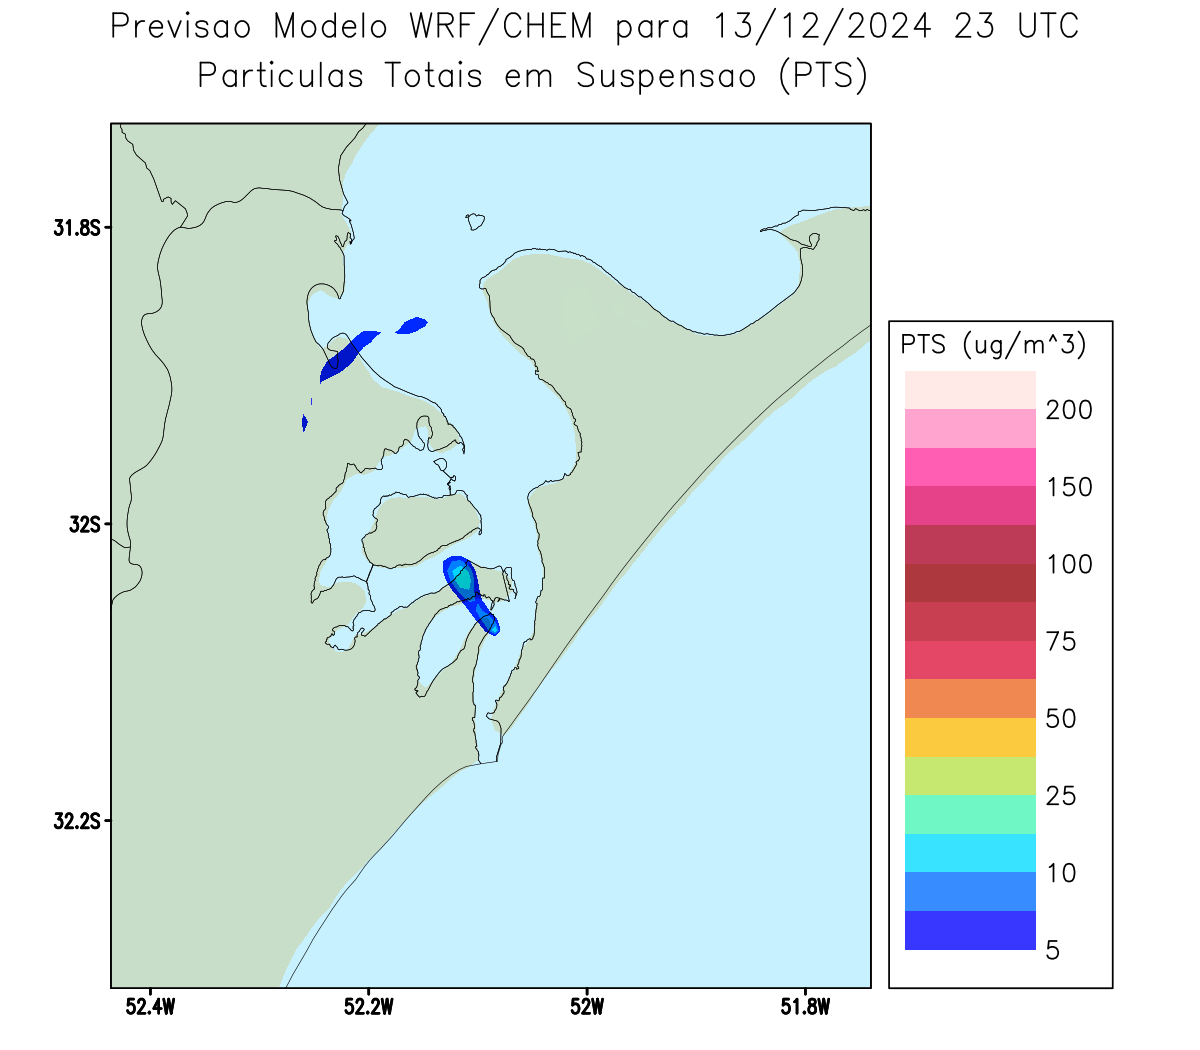 Previsao Modelo WRF/CHEM para 13/12/2024 23 UTC
Particulas Totais em Suspensao (PTS)
31.8S
32S
32.2S
52.4W
52.2W
52W
51.8W
PTS (ug/m^3)
200
150
100
75
50
25
10
5